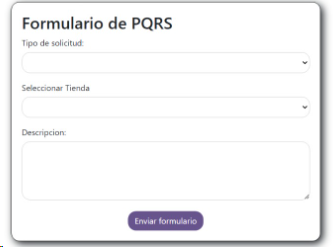 Formulario de PQRS
Tipo de solicitud:
Seleccionar Tienda
Descripcion:
Enviar formulario